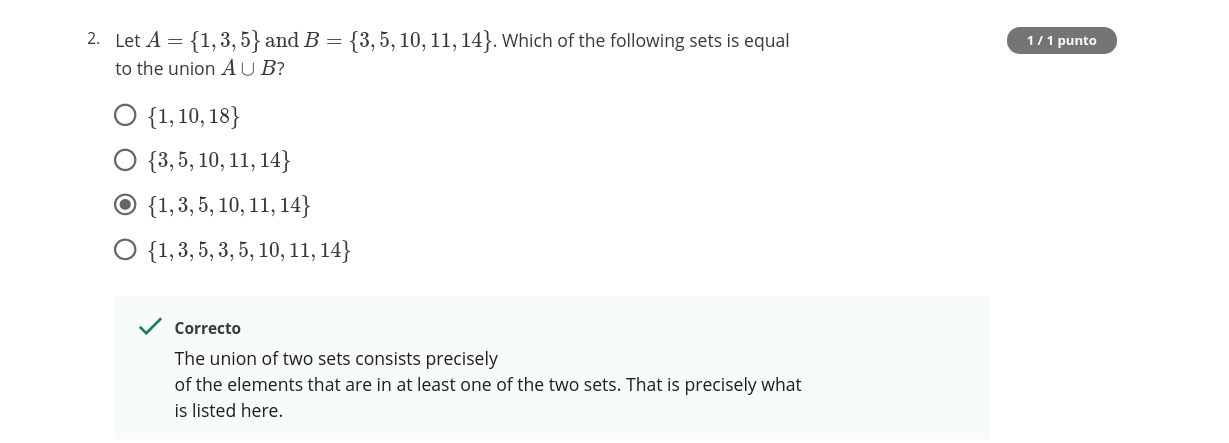 2. Let A = {1, 3, 5} and B = {3, 5, 10, 11, 14}. Which of the following sets is equal
1 / 1 punto
to the union A ∪ B?
{1, 10, 18}
{3, 5, 10, 11, 14}
{1, 3, 5, 10, 11, 14}
{1, 3, 5, 3, 5, 10, 11, 14}
Correcto
The union of two sets consists precisely
of the elements that are in at least one of the two sets. That is precisely what
is listed here.